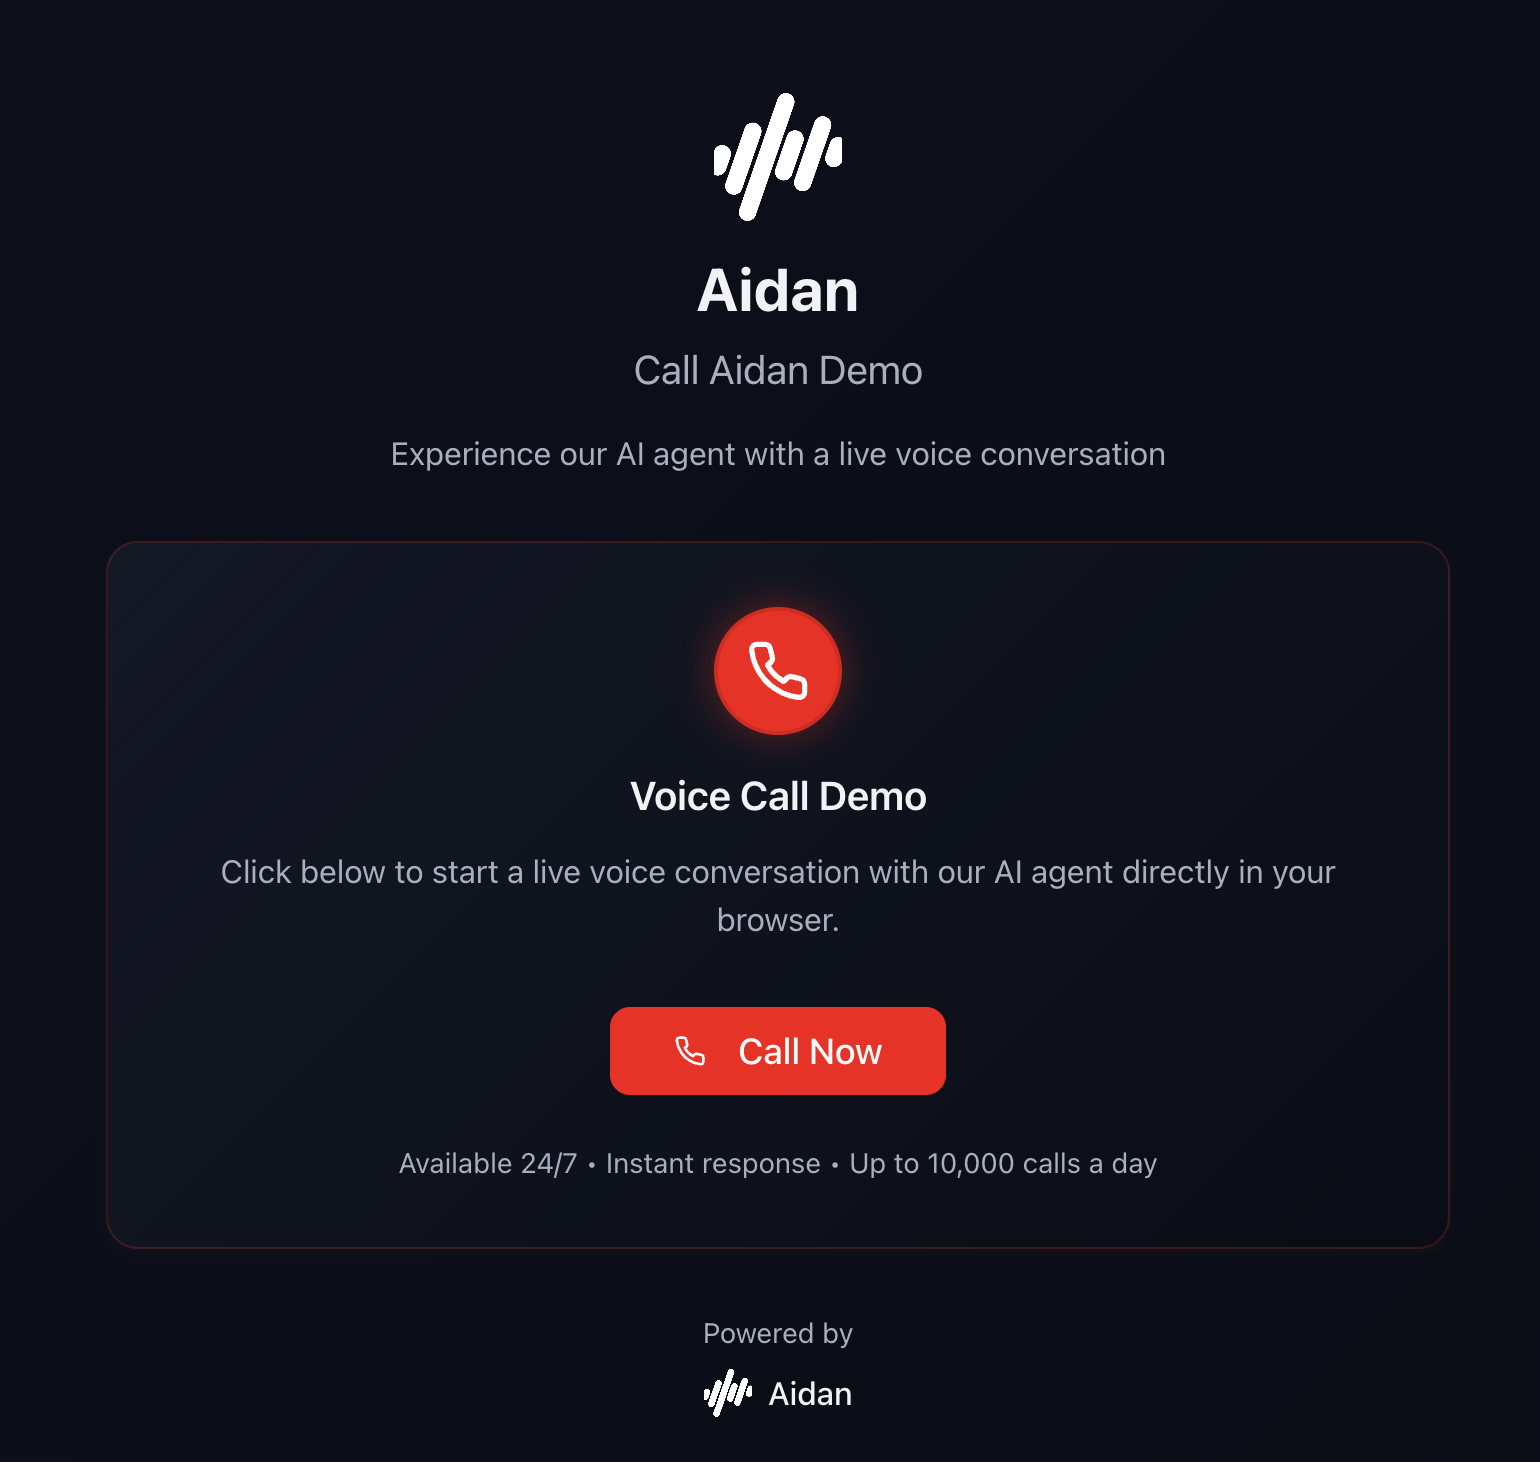 Aidan
Call Aidan Demo
Experience our AI agent with a live voice conversation
Voice Call Demo
Click below to start a live voice conversation with our AI agent directly in your
browser.
Call Now
Available 24/7 • Instant response • Up to 10,000 calls a day
Powered by
Aidan